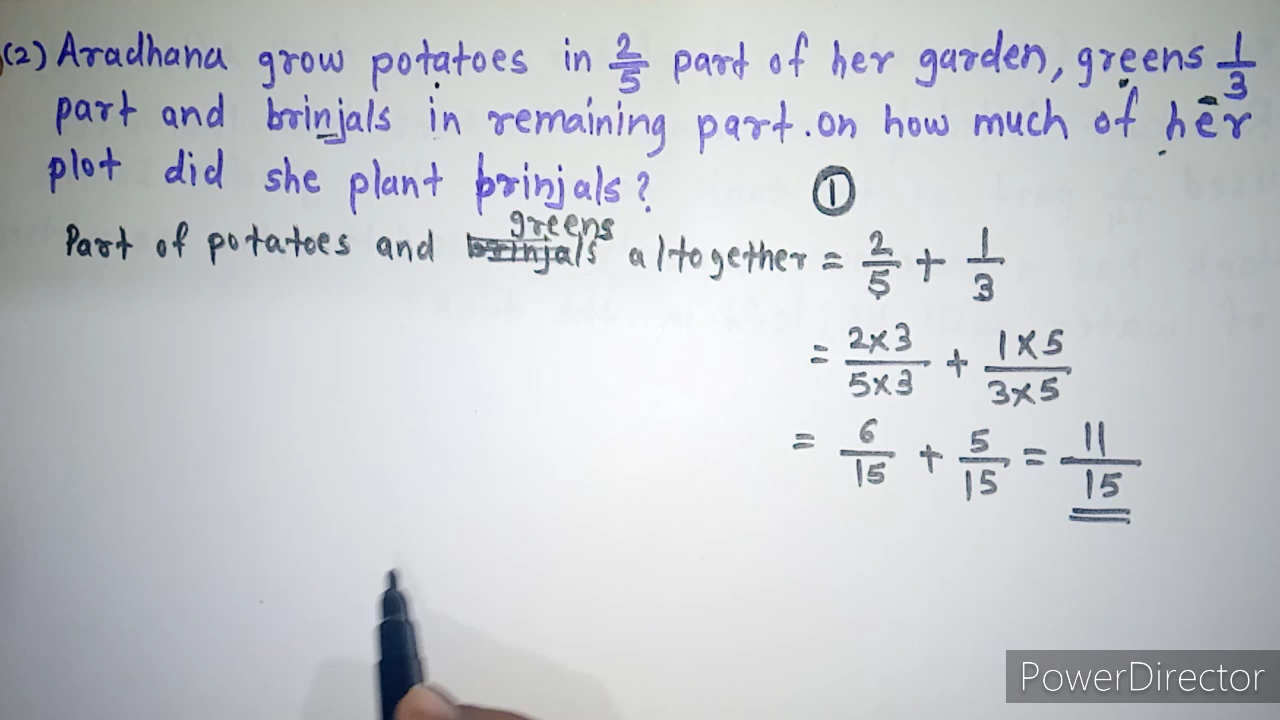 (2) Aradhana grow potatoes in 2/5 part of her garden, greens 1/3
part and brinjals in remaining part. On how much of her
plot did she plant brinjals?
①
greens
Part of potatoes and brinjals altogether = 2/5 + 1/3
= 2×3/5×3 + 1×5/3×5
= 6/15 + 5/15 = 11/15
PowerDirector